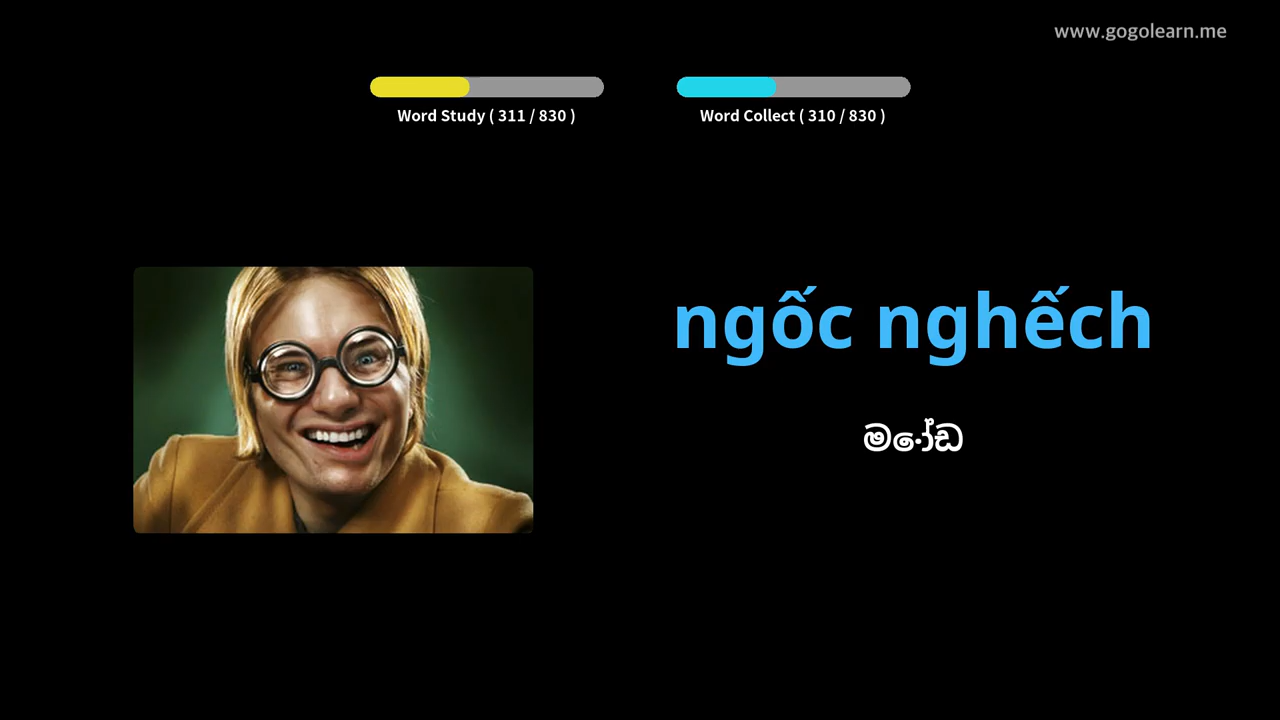 www.gogolearn.me
Word Study ( 311 / 830 )
Word Collect ( 310 / 830 )
ngốc nghếch
මෝඩ